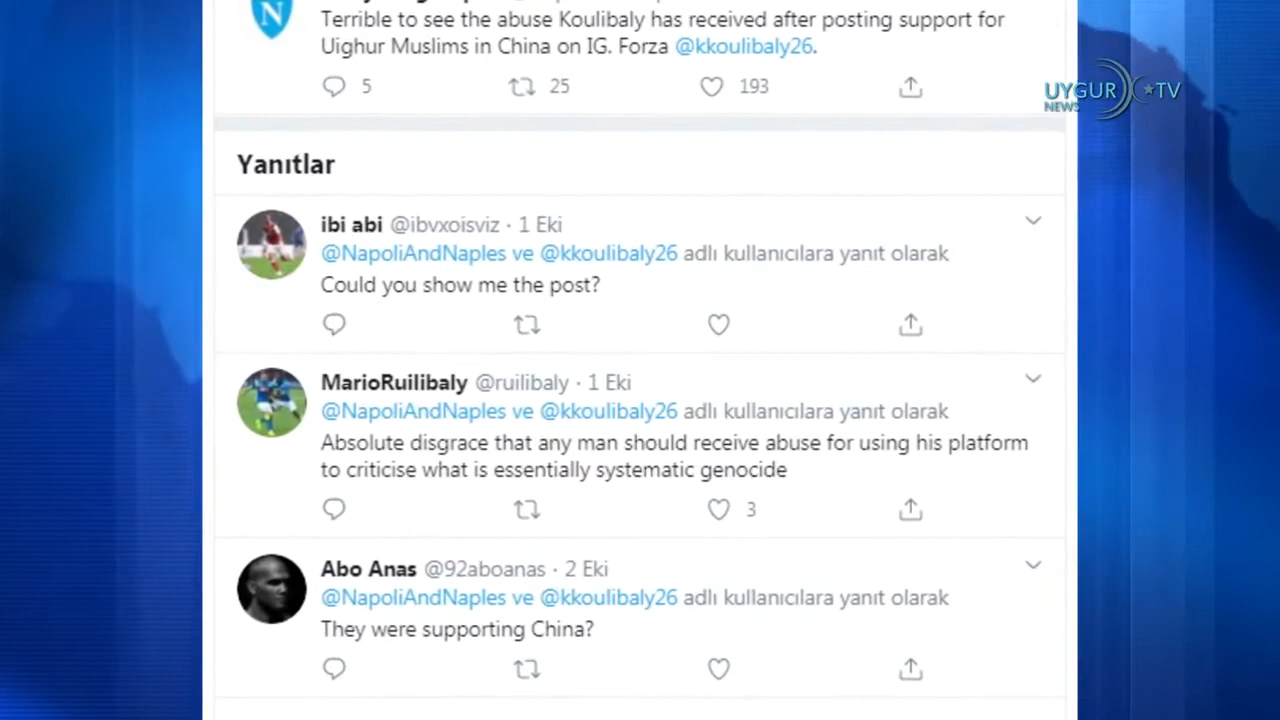 N
Terrible to see the abuse Koulibaly has received after posting support for
Uighur Muslims in China on IG. Forza @kkoulibaly26.
5 25 193
UYGUR TV
NEWS
Yanıtlar
ibi abi @ibvxoisviz · 1 Eki
@NapoliAndNaples ve @kkoulibaly26 adlı kullanıcılara yanıt olarak
Could you show me the post?
MarioRuilibaly @ruilibaly · 1 Eki
@NapoliAndNaples ve @kkoulibaly26 adlı kullanıcılara yanıt olarak
Absolute disgrace that any man should receive abuse for using his platform
to criticise what is essentially systematic genocide
3
Abo Anas @92aboanas · 2 Eki
@NapoliAndNaples ve @kkoulibaly26 adlı kullanıcılara yanıt olarak
They were supporting China?